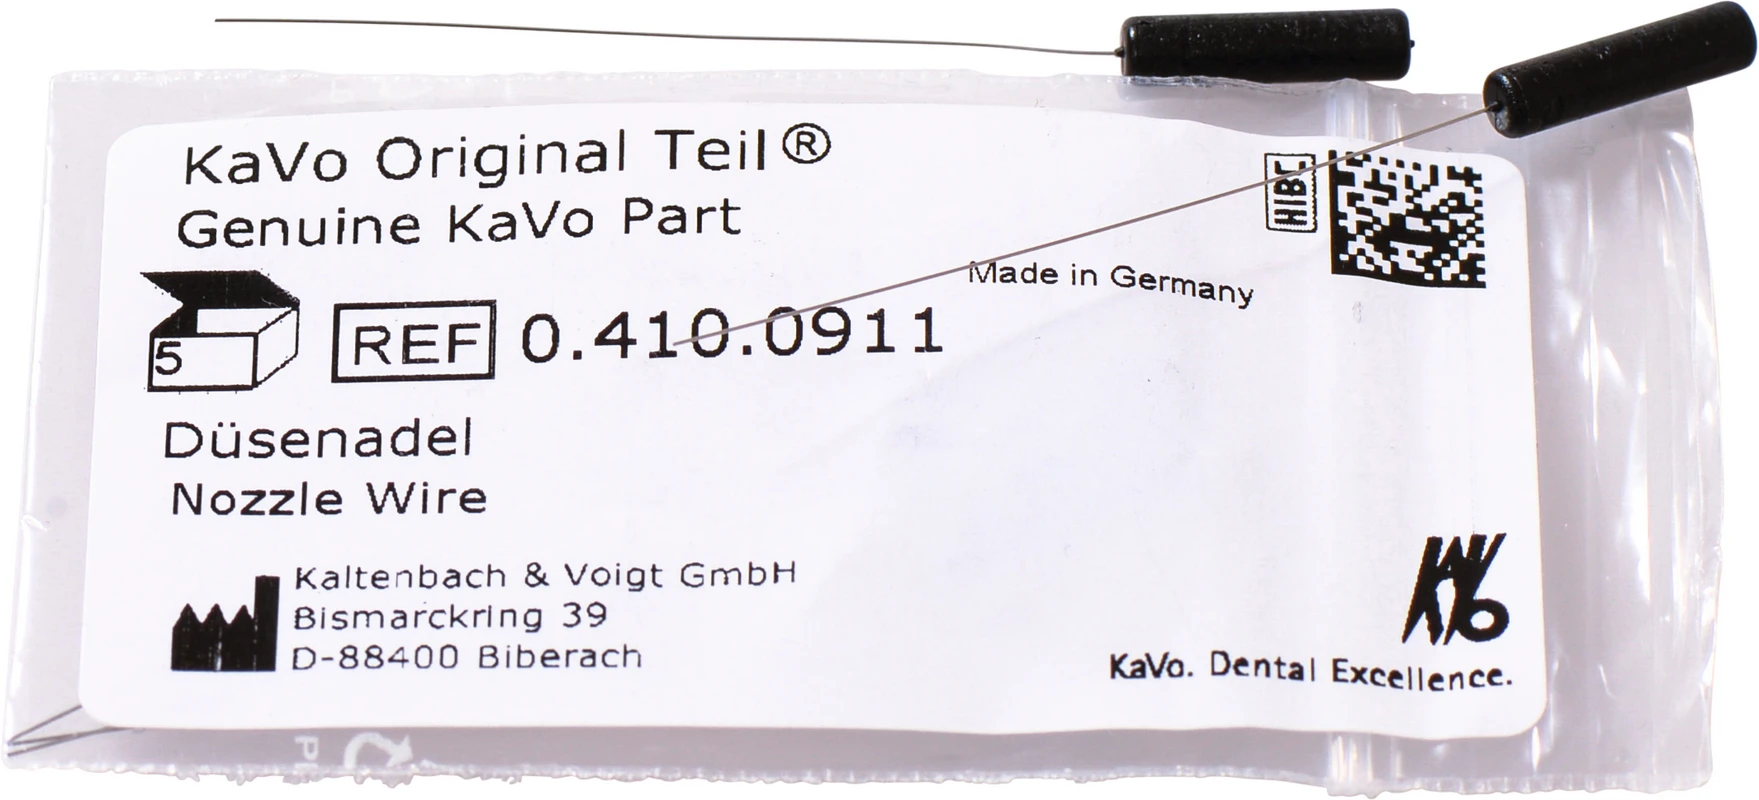 KaVo Original Teil®
Genuine KaVo Part
HIBC
Made in Germany
5
REF 0.410.0911
Düsenadel
Nozzle Wire
Kaltenbach & Voigt GmbH
Bismarckring 39
D-88400 Biberach
KaVo
KaVo. Dental Excellence.